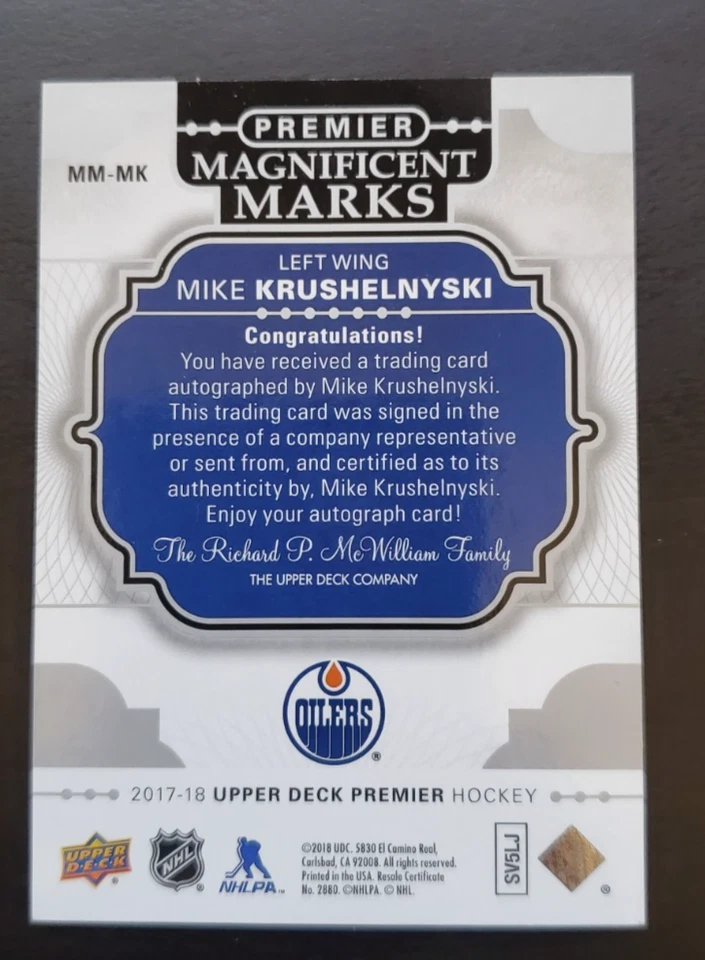 PREMIER
MM-MK
MAGNIFICENT
MARKS
LEFT WING
MIKE KRUSHELNYSKI
Congratulations!
You have received a trading card
autographed by Mike Krushelnyski.
This trading card was signed in the
presence of a company representative
or sent from, and certified as to its
authenticity by, Mike Krushelnyski.
Enjoy your autograph card!
The Richard P. McWilliam Family
THE UPPER DECK COMPANY
OILERS
®
2017-18 UPPER DECK PREMIER HOCKEY
UPPER
D·E·C·K
NHL
®
NHLPA™
©2018 UDC. 5830 El Camino Real,
Carlsbad, CA 92008. All rights reserved.
Printed in the USA. Resale Certificate
No. 2880. ©NHLPA. © NHL.
SV5LJ
®